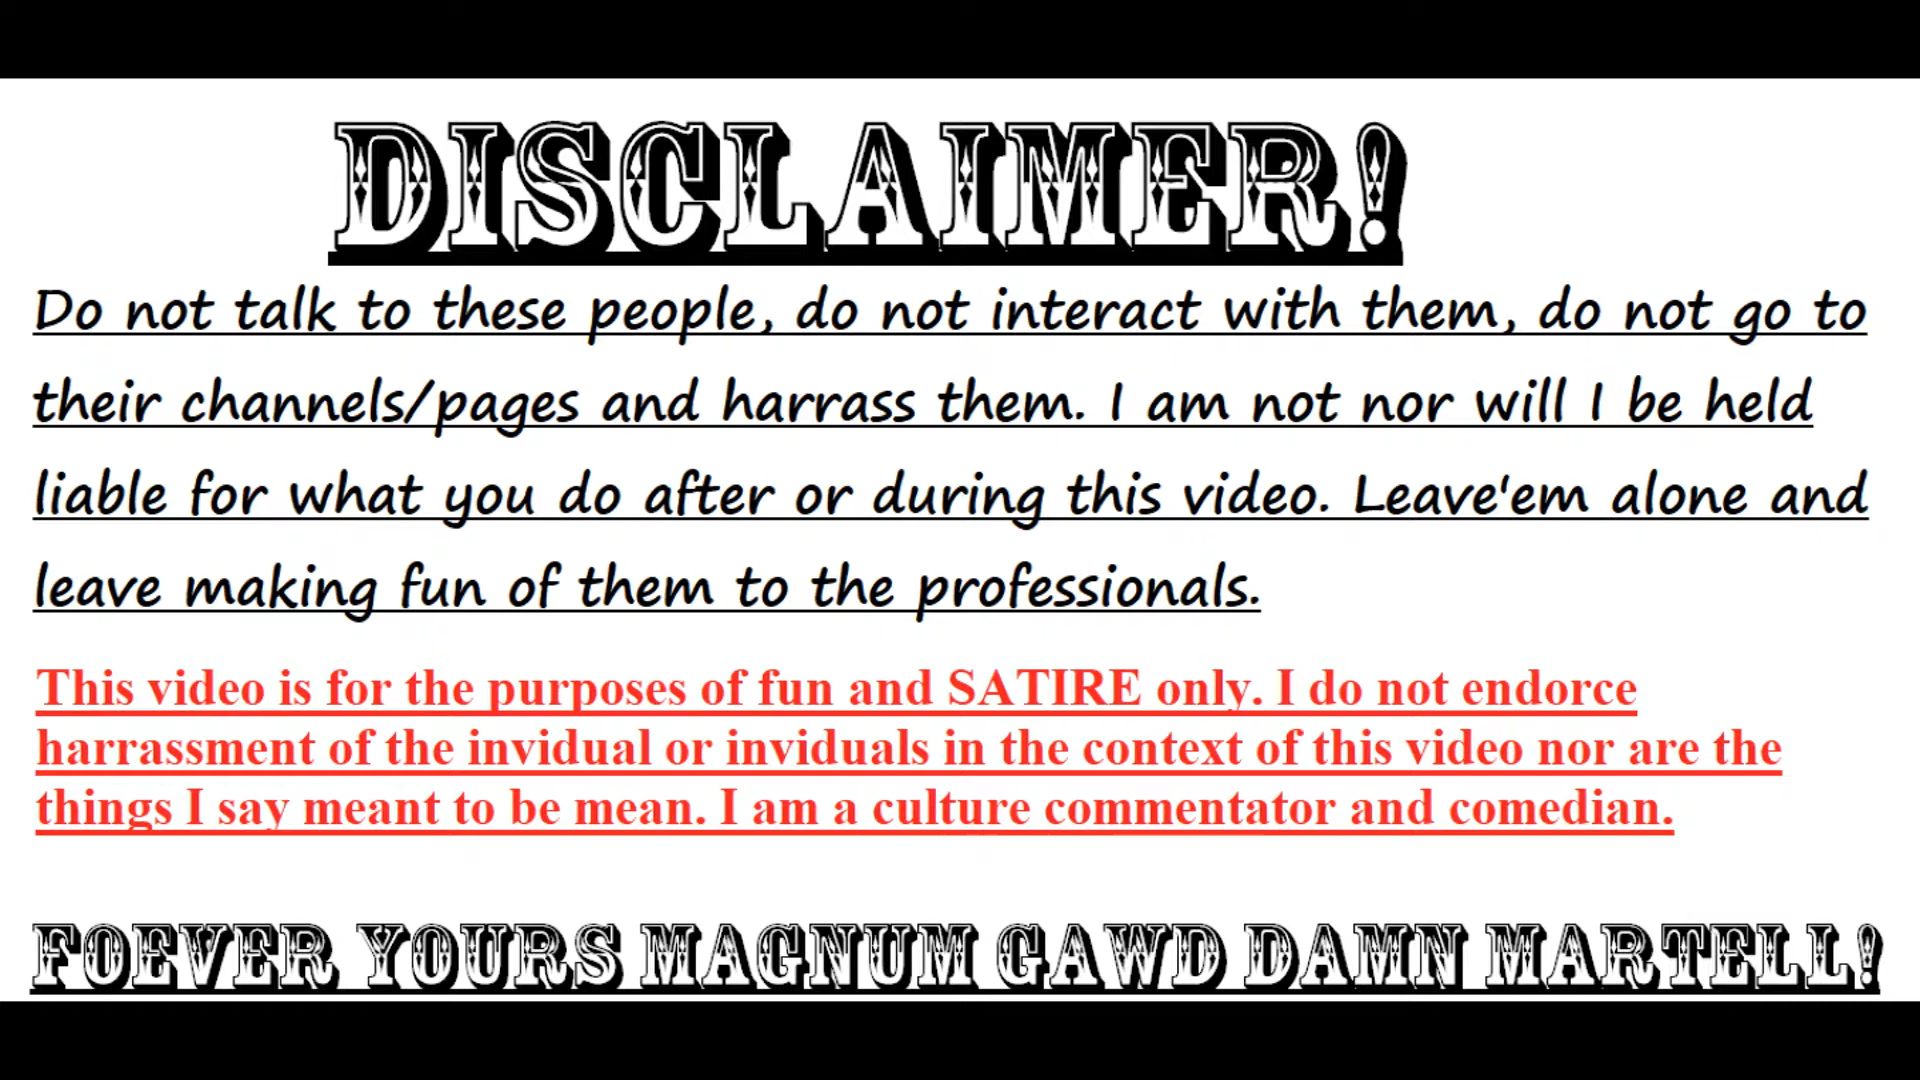 DISCLAIMER!
Do not talk to these people, do not interact with them, do not go to
their channels/pages and harrass them. I am not nor will I be held
liable for what you do after or during this video. Leave'em alone and
leave making fun of them to the professionals.
This video is for the purposes of fun and SATIRE only. I do not endorce
harrassment of the invidual or inviduals in the context of this video nor are the
things I say meant to be mean. I am a culture commentator and comedian.
FOEVER YOURS MAGNUM GAWD DAMN MARTELL!